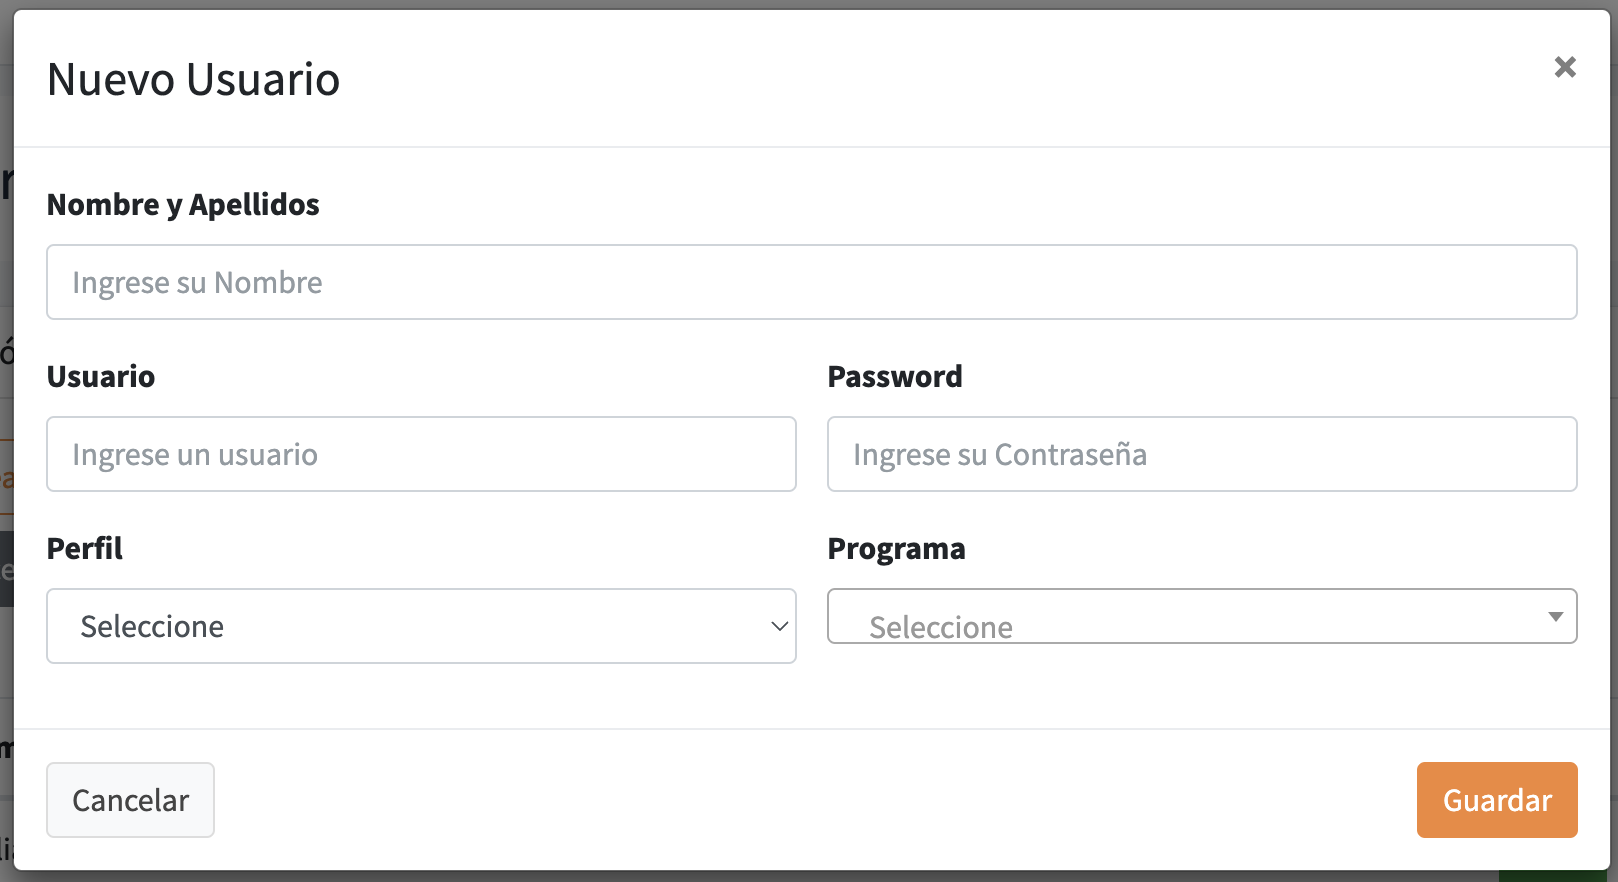 Nuevo Usuario
×
Nombre y Apellidos
Ingrese su Nombre
Usuario
Password
Ingrese un usuario
Ingrese su Contraseña
Perfil
Programa
Seleccione
Seleccione
Cancelar
Guardar